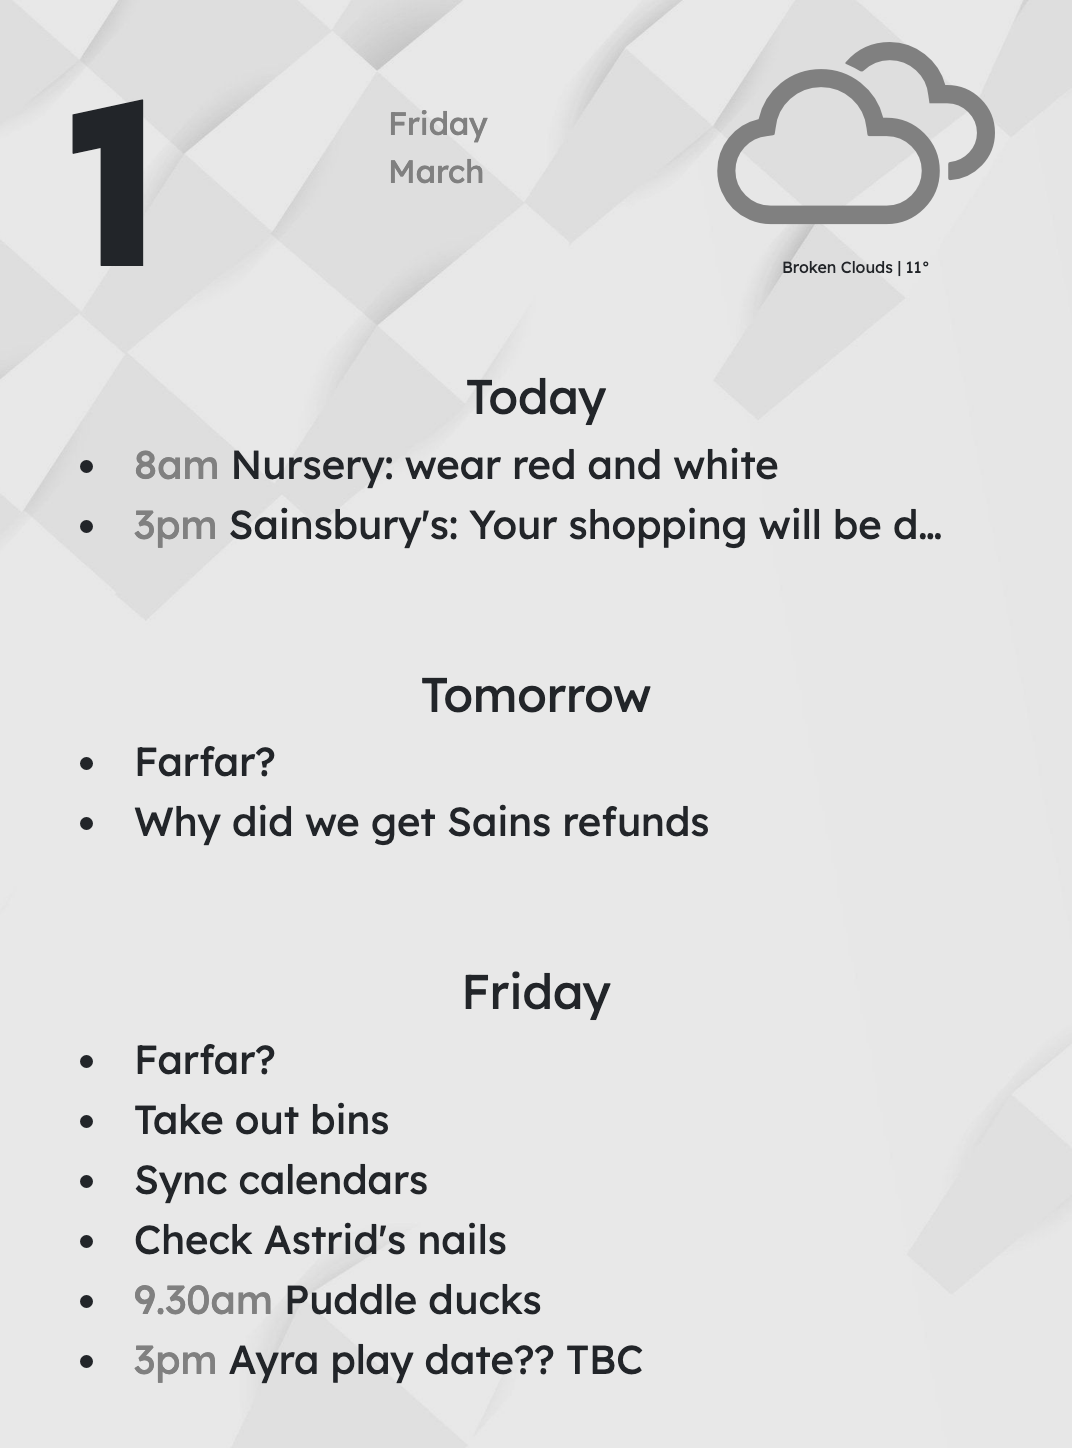 1
Friday
March
Broken Clouds | 11°
Today
8am Nursery: wear red and white
3pm Sainsbury's: Your shopping will be d...
Tomorrow
Farfar?
Why did we get Sains refunds
Friday
Farfar?
Take out bins
Sync calendars
Check Astrid's nails
9.30am Puddle ducks
3pm Ayra play date?? TBC